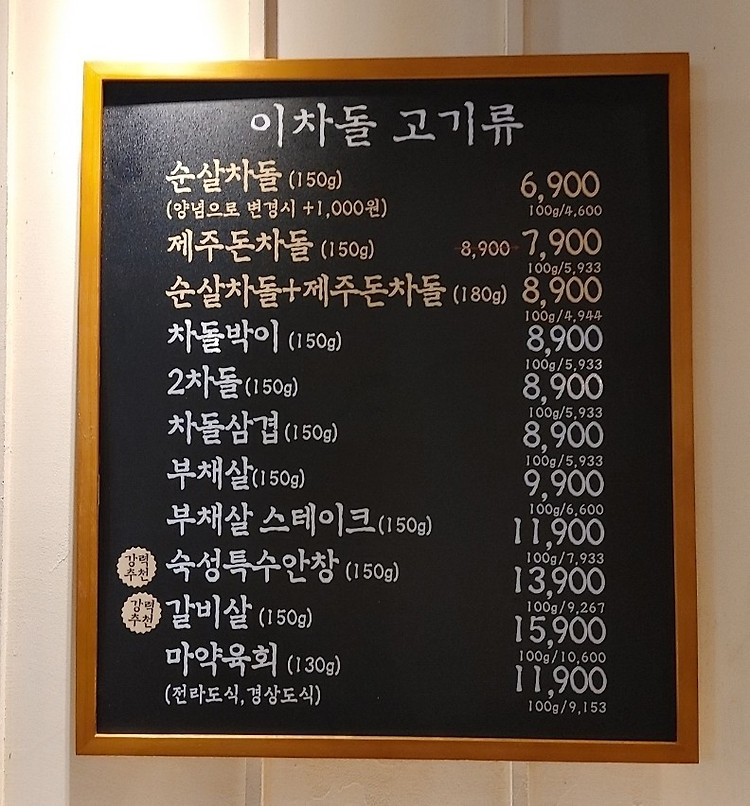 이차돌 고기류
순살차돌 (150g) 6,900
(양념으로 변경시 +1,000원) 100g/4,600
제주돈차돌 (150g) 8,900 7,900
100g/5,933
순살차돌+제주돈차돌 (180g) 8,900
100g/4,944
차돌박이 (150g) 8,900
100g/5,933
2차돌(150g) 8,900
100g/5,933
차돌삼겹(150g) 8,900
100g/5,933
부채살(150g) 9,900
100g/6,600
부채살 스테이크(150g) 11,900
100g/7,933
강력
추천 숙성특수안창 (150g) 13,900
100g/9,267
강력
추천 갈비살 (150g) 15,900
100g/10,600
마약육회 (130g) 11,900
(전라도식,경상도식) 100g/9,153